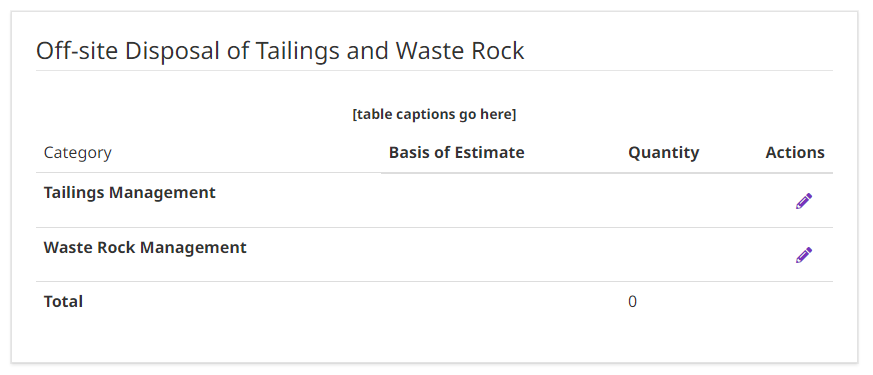 Off-site Disposal of Tailings and Waste Rock
[table captions go here]
Category Basis of Estimate Quantity Actions
Tailings Management
Waste Rock Management
Total 0